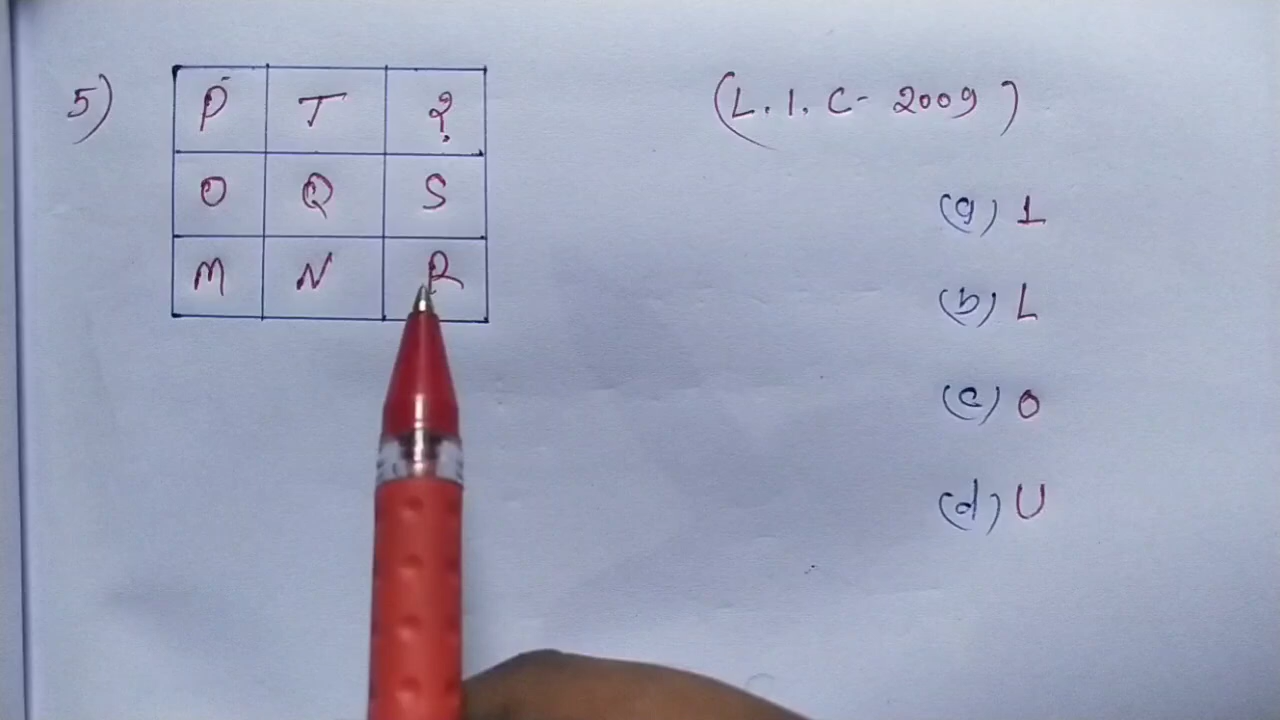 5) P T ? (L.I.C- 2009)
O Q S
M N R
(a) I
(b) L
(c) O
(d) U